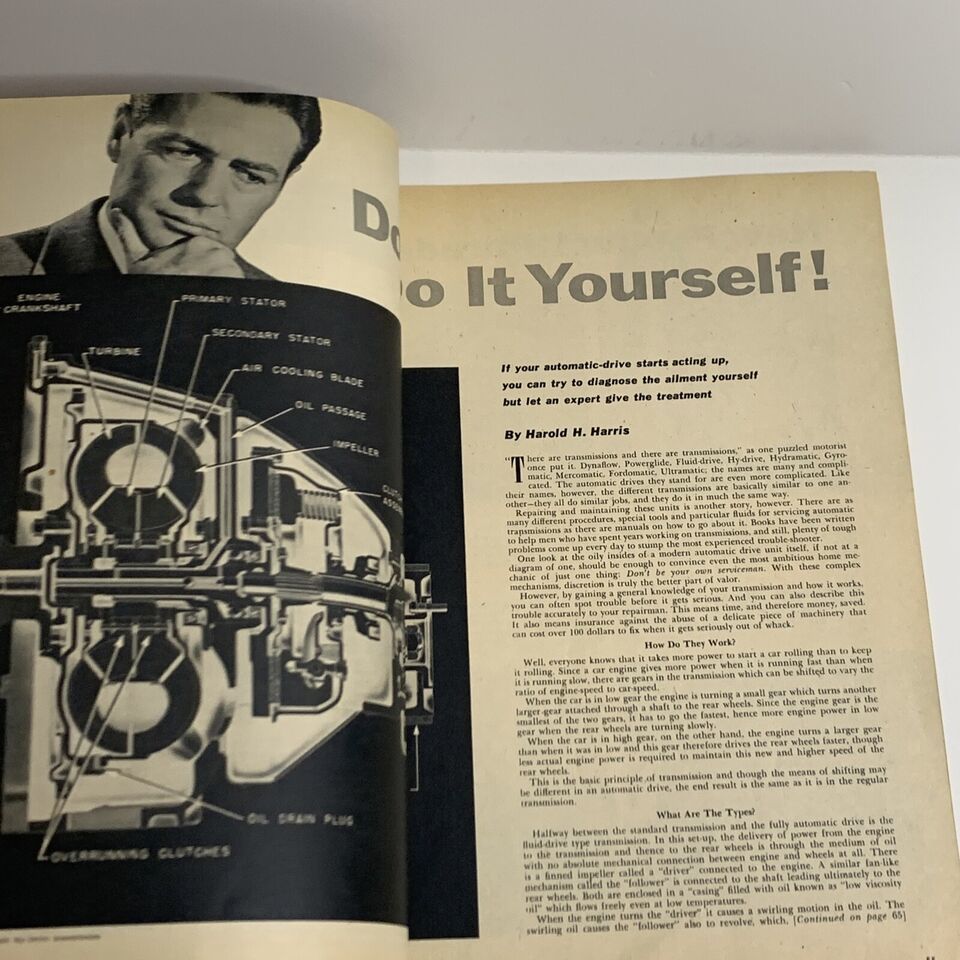 Do
o It Yourself!
ENGINE
CRANKSHAFT
PRIMARY STATOR
SECONDARY STATOR
TURBINE
AIR COOLING BLADE
OIL PASSAGE
IMPELLER
OIL DRAIN PLUG
OVERRUNNING CLUTCHES
If your automatic-drive starts acting up,
you can try to diagnose the ailment yourself
but let an expert give the treatment
By Harold H. Harris
"There are transmissions and there are transmissions," as one puzzled motorist
once put it. Dynaflow, Powerglide, Fluid-drive, Hy-drive, Hydramatic, Gyro-
matic, Mercomatic, Fordomatic, Ultramatic; the names are many and compli-
cated. The automatic drives they stand for are even more complicated. Like
their names, however, the different transmissions are basically similar to one an-
other—they all do similar jobs, and they do it in much the same way.
Repairing and maintaining these units is another story, however. There are as
many different procedures, special tools and particular fluids for servicing automatic
transmissions as there are manuals on how to go about it. Books have been written
to help men who have spent years working on transmissions, and still, plenty of tough
problems come up every day to stump the most experienced trouble-shooter.
One look at the oily insides of a modern automatic drive unit itself, if not at a
diagram of one, should be enough to convince even the most ambitious home me-
chanic of just one thing: Don't be your own serviceman. With these complex
mechanisms, discretion is truly the better part of valor.
However, by gaining a general knowledge of your transmission and how it works,
you can often spot trouble before it gets serious. And you can also describe this
trouble accurately to your repairman. This means time, and therefore money, saved.
It also means insurance against the abuse of a delicate piece of machinery that
can cost over 100 dollars to fix when it gets seriously out of whack.
How Do They Work?
Well, everyone knows that it takes more power to start a car rolling than to keep
it rolling. Since a car engine gives more power when it is running fast than when
it is running slow, there are gears in the transmission which can be shifted to vary the
ratio of engine-speed to car-speed.
When the car is in low gear the engine is turning a small gear which turns another
larger gear attached through a shaft to the rear wheels. Since the engine gear is the
smallest of the two gears, it has to go the fastest, hence more engine power in low
gear when the rear wheels are turning slowly.
When the car is in high gear, on the other hand, the engine turns a larger gear
than when it was in low and this gear therefore drives the rear wheels faster, though
less actual engine power is required to maintain this new and higher speed of the
rear wheels.
This is the basic principle of transmission and though the means of shifting may
be different in an automatic drive, the end result is the same as it is in the regular
transmission.
What Are The Types?
Halfway between the standard transmission and the fully automatic drive is the
fluid-drive type transmission. In this set-up, the delivery of power from the engine
to the transmission and thence to the rear wheels is through the medium of oil
with no absolute mechanical connection between engine and wheels at all. There
is a finned impeller called a "driver" connected to the engine. A similar fan-like
mechanism called the "follower" is connected to the shaft leading ultimately to the
rear wheels. Both are enclosed in a "casing" filled with oil known as "low viscosity
oil" which flows freely even at low temperatures.
When the engine turns the "driver" it causes a swirling motion in the oil. The
swirling oil causes the "follower" also to revolve, which, [Continued on page 65]